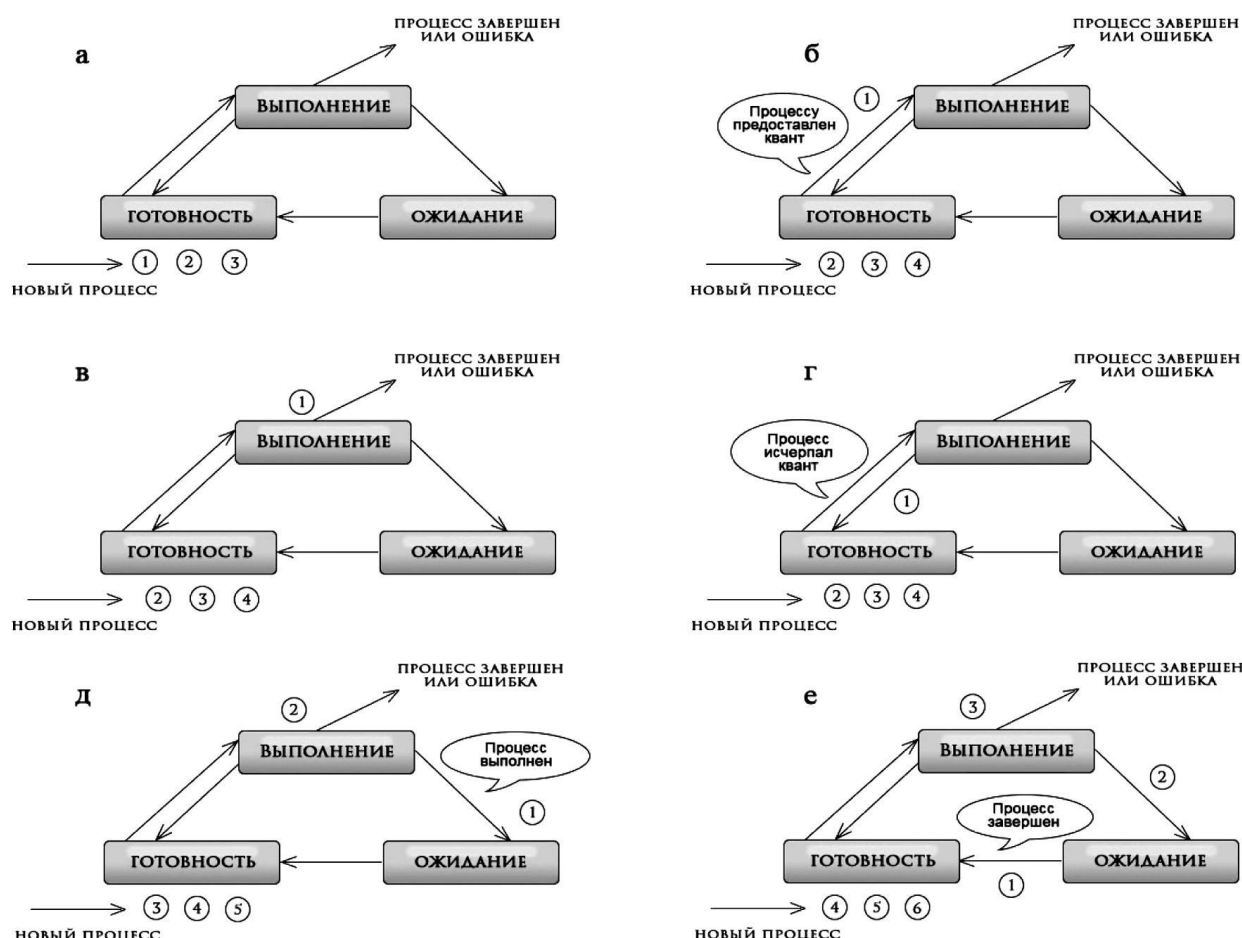 а
ПРОЦЕСС ЗАВЕРШЕН
ИЛИ ОШИБКА
ВЫПОЛНЕНИЕ
ГОТОВНОСТЬ
ОЖИДАНИЕ
1 2 3
НОВЫЙ ПРОЦЕСС
б
ПРОЦЕСС ЗАВЕРШЕН
ИЛИ ОШИБКА
1
ВЫПОЛНЕНИЕ
Процессу
предоставлен
квант
ГОТОВНОСТЬ
ОЖИДАНИЕ
2 3 4
НОВЫЙ ПРОЦЕСС
в
ПРОЦЕСС ЗАВЕРШЕН
ИЛИ ОШИБКА
1
ВЫПОЛНЕНИЕ
ГОТОВНОСТЬ
ОЖИДАНИЕ
2 3 4
НОВЫЙ ПРОЦЕСС
г
ПРОЦЕСС ЗАВЕРШЕН
ИЛИ ОШИБКА
ВЫПОЛНЕНИЕ
Процесс
исчерпал
квант
1
ГОТОВНОСТЬ
ОЖИДАНИЕ
2 3 4
НОВЫЙ ПРОЦЕСС
д
ПРОЦЕСС ЗАВЕРШЕН
ИЛИ ОШИБКА
2
ВЫПОЛНЕНИЕ
Процесс
выполнен
1
ГОТОВНОСТЬ
ОЖИДАНИЕ
3 4 5
НОВЫЙ ПРОЦЕСС
е
ПРОЦЕСС ЗАВЕРШЕН
ИЛИ ОШИБКА
3
ВЫПОЛНЕНИЕ
2
Процесс
завершен
ГОТОВНОСТЬ
ОЖИДАНИЕ
1
4 5 6
НОВЫЙ ПРОЦЕСС